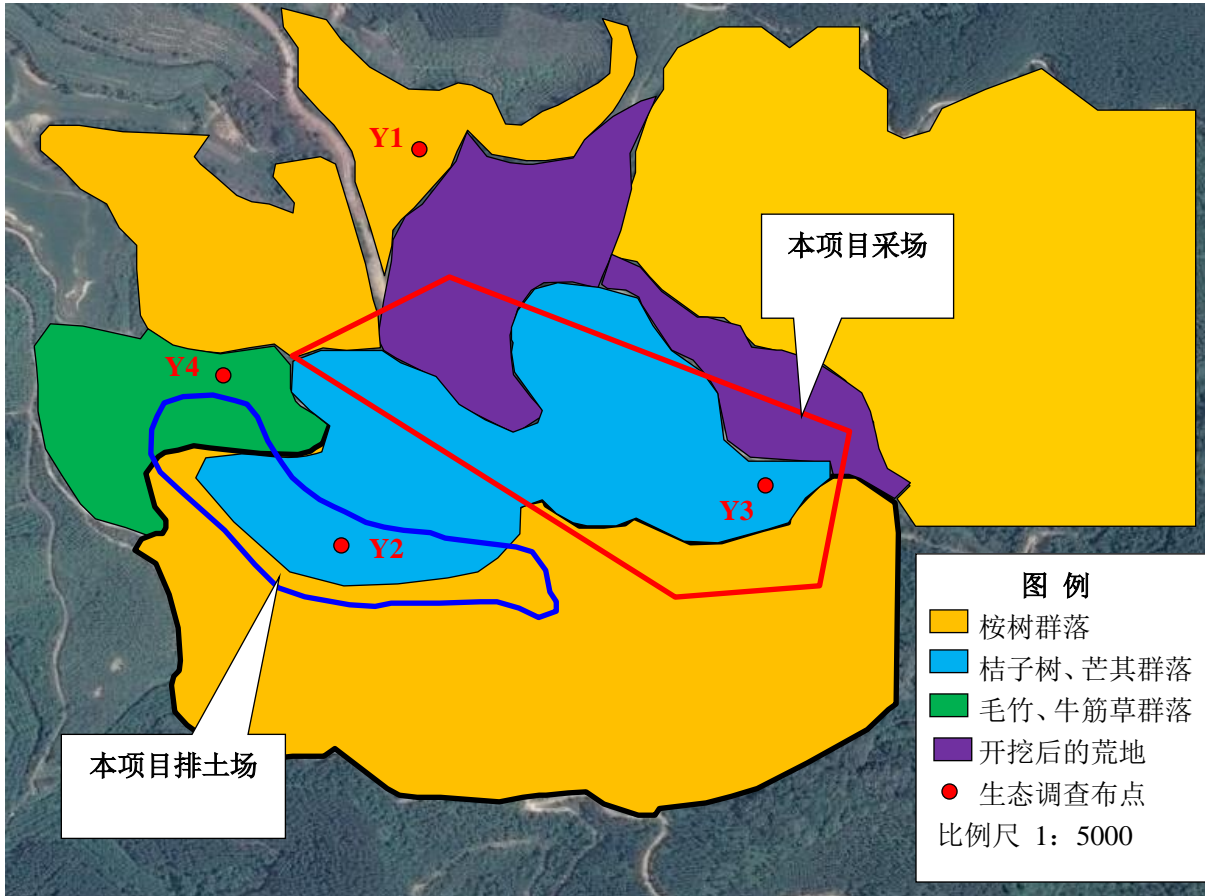 Y1
本项目采场
Y4
Y3
Y2
本项目排土场
图 例
桉树群落
桔子树、芒其群落
毛竹、牛筋草群落
开挖后的荒地
生态调查布点
比例尺 1：5000